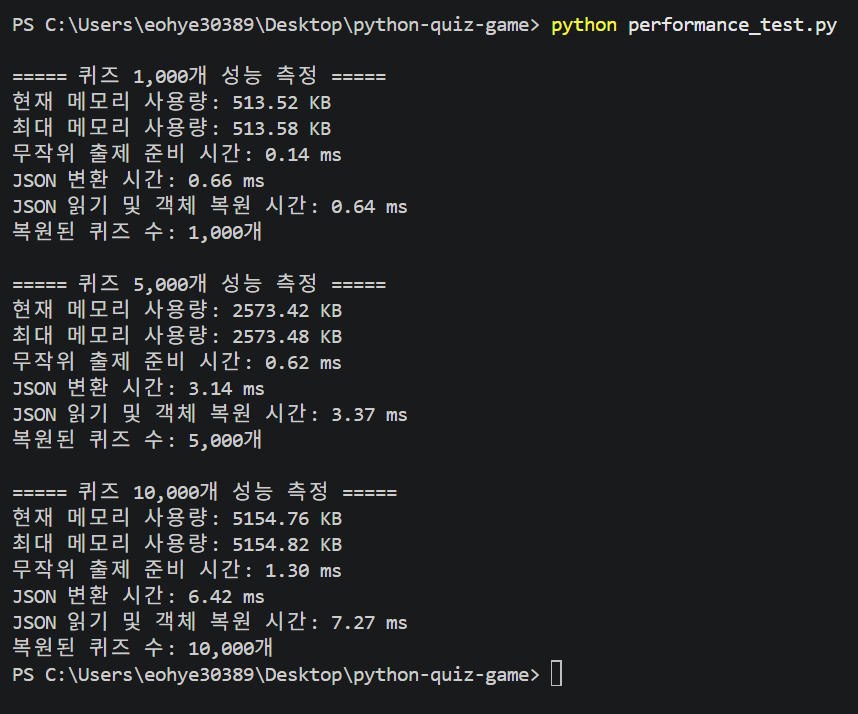 PS C:\Users\eohye30389\Desktop\python-quiz-game> python performance_test.py
===== 퀴즈 1,000개 성능 측정 =====
현재 메모리 사용량: 513.52 KB
최대 메모리 사용량: 513.58 KB
무작위 출제 준비 시간: 0.14 ms
JSON 변환 시간: 0.66 ms
JSON 읽기 및 객체 복원 시간: 0.64 ms
복원된 퀴즈 수: 1,000개
===== 퀴즈 5,000개 성능 측정 =====
현재 메모리 사용량: 2573.42 KB
최대 메모리 사용량: 2573.48 KB
무작위 출제 준비 시간: 0.62 ms
JSON 변환 시간: 3.14 ms
JSON 읽기 및 객체 복원 시간: 3.37 ms
복원된 퀴즈 수: 5,000개
===== 퀴즈 10,000개 성능 측정 =====
현재 메모리 사용량: 5154.76 KB
최대 메모리 사용량: 5154.82 KB
무작위 출제 준비 시간: 1.30 ms
JSON 변환 시간: 6.42 ms
JSON 읽기 및 객체 복원 시간: 7.27 ms
복원된 퀴즈 수: 10,000개
PS C:\Users\eohye30389\Desktop\python-quiz-game>